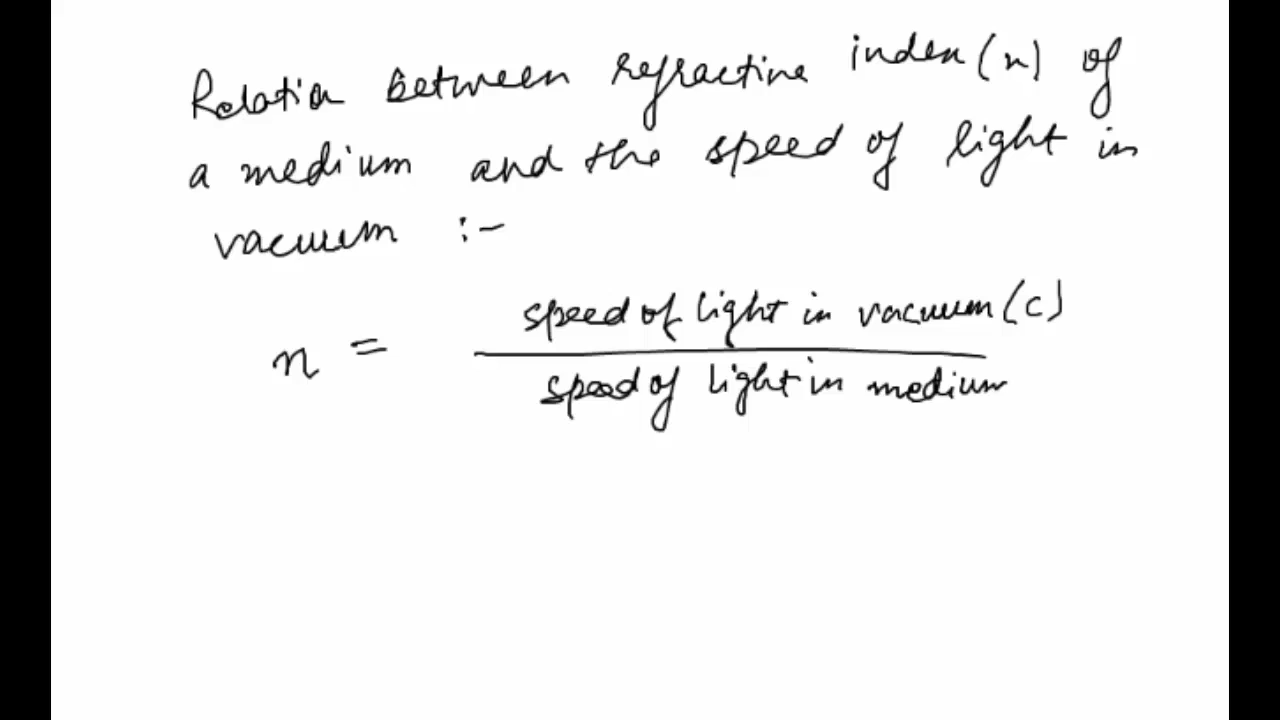 Relation between refractive index (n) of
a medium and the speed of light in
vacuum :-
speed of light in vacuum (c)
n =
speed of light in medium